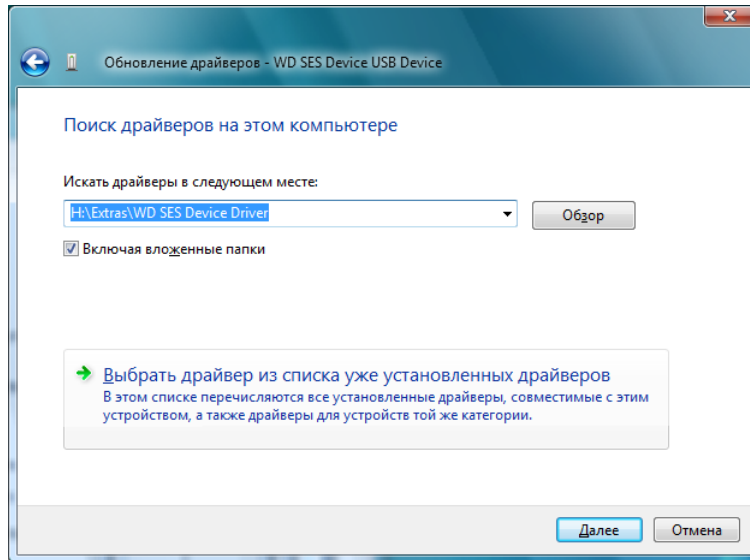 Обновление драйверов - WD SES Device USB Device
Поиск драйверов на этом компьютере
Искать драйверы в следующем месте:
H:\Extras\WD SES Device Driver
Обзор
Включая вложенные папки
Выбрать драйвер из списка уже установленных драйверов
В этом списке перечисляются все установленные драйверы, совместимые с этим
устройством, а также драйверы для устройств той же категории.
Далее
Отмена